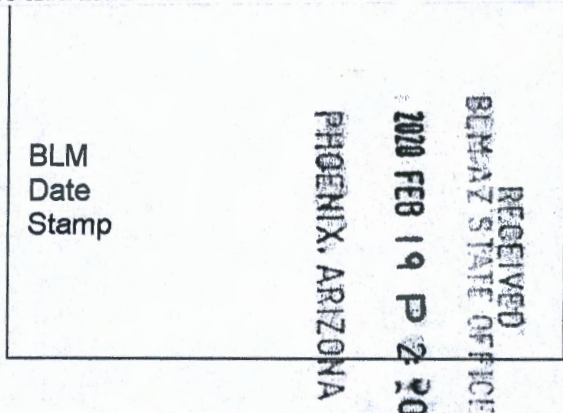 BLM
Date
Stamp
RECEIVED
BLM-AZ STATE OFFICE
2020 FEB 19 P 2: 20
PHOENIX, ARIZONA